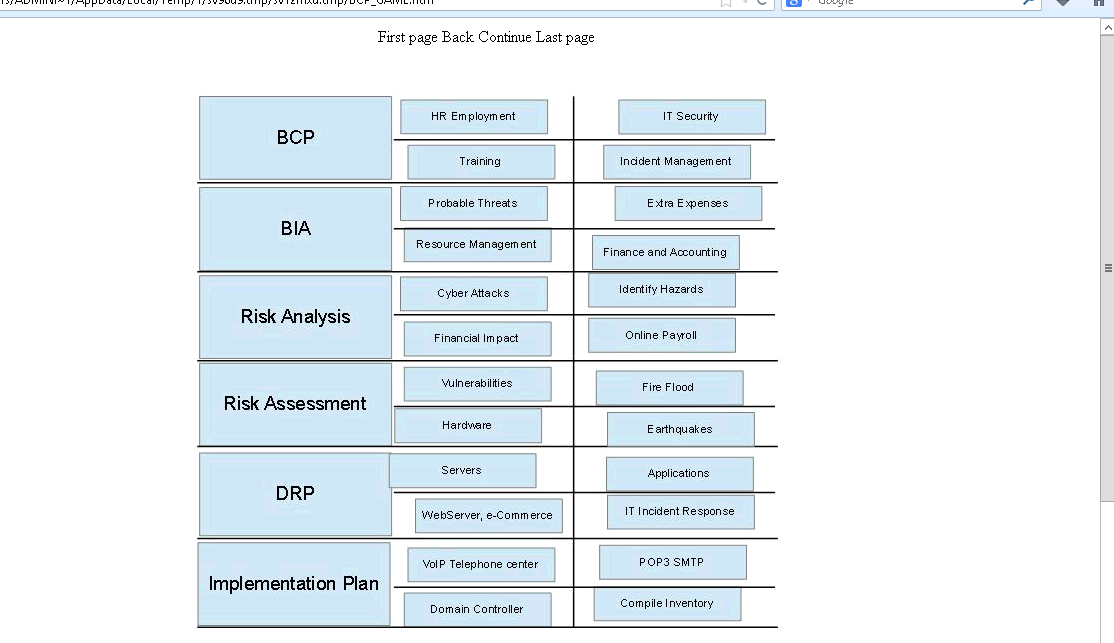 First page Back Continue Last page
BCP
HR Employment
IT Security
Training
Incident Management
BIA
Probable Threats
Extra Expenses
Resource Management
Finance and Accounting
Risk Analysis
Cyber Attacks
Identify Hazards
Financial Impact
Online Payroll
Risk Assessment
Vulnerabilities
Fire Flood
Hardware
Earthquakes
DRP
Servers
Applications
WebServer, e-Commerce
IT Incident Response
Implementation Plan
VoIP Telephone center
POP3 SMTP
Domain Controller
Compile Inventory